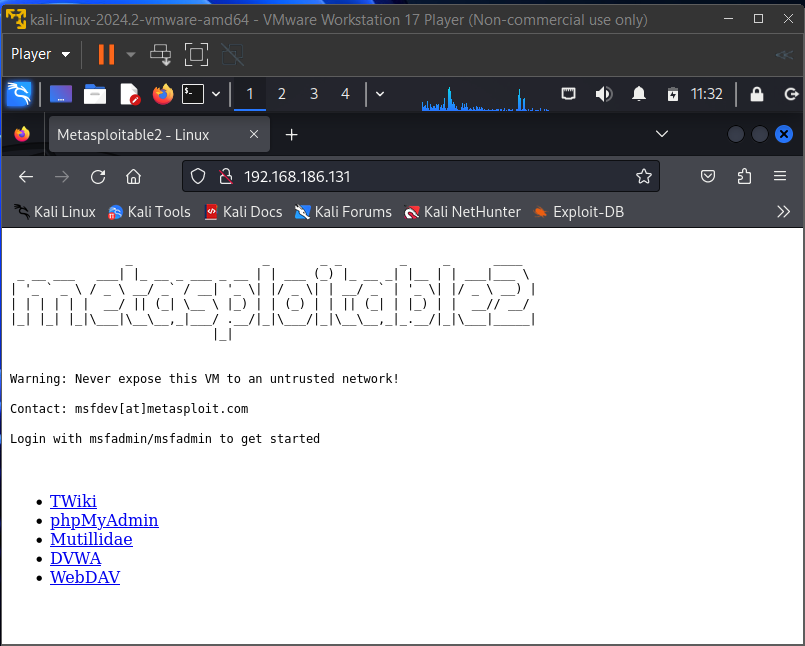 kali-linux-2024.2-vmware-amd64 - VMware Workstation 17 Player (Non-commercial use only)
Player
1 2 3 4 11:32
Metasploitable2 - Linux
192.168.186.131
Kali Linux Kali Tools Kali Docs Kali Forums Kali NetHunter Exploit-DB
metasploitable2
Warning: Never expose this VM to an untrusted network!
Contact: msfdev[at]metasploit.com
Login with msfadmin/msfadmin to get started
TWiki
phpMyAdmin
Mutillidae
DVWA
WebDAV